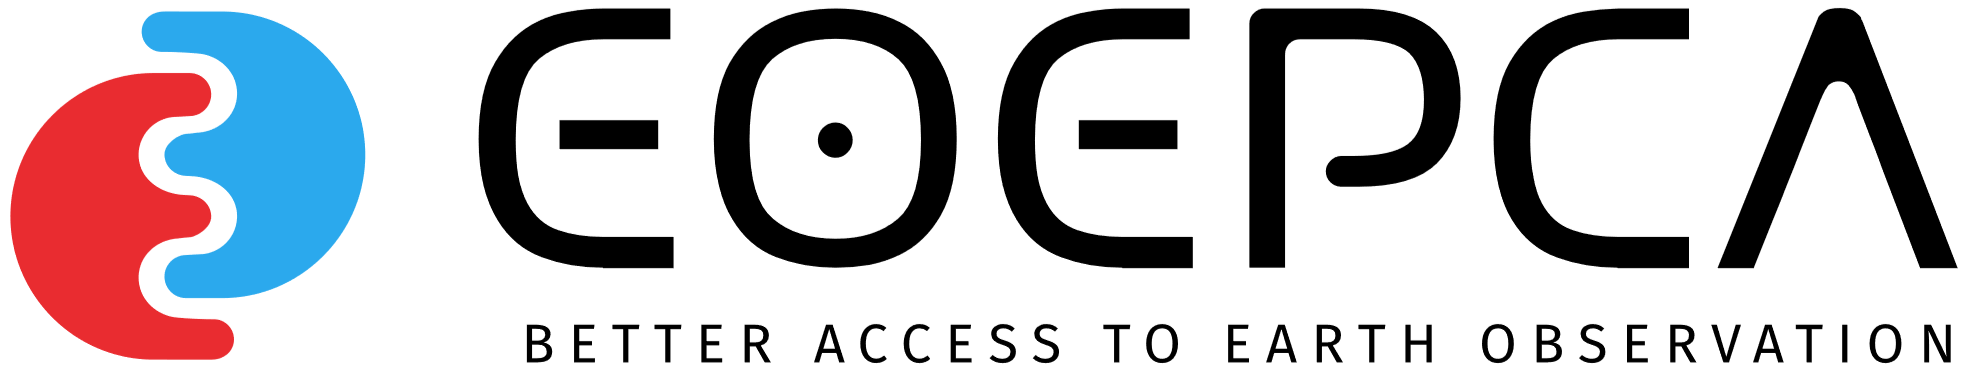 EOEPCA
BETTER ACCESS TO EARTH OBSERVATION